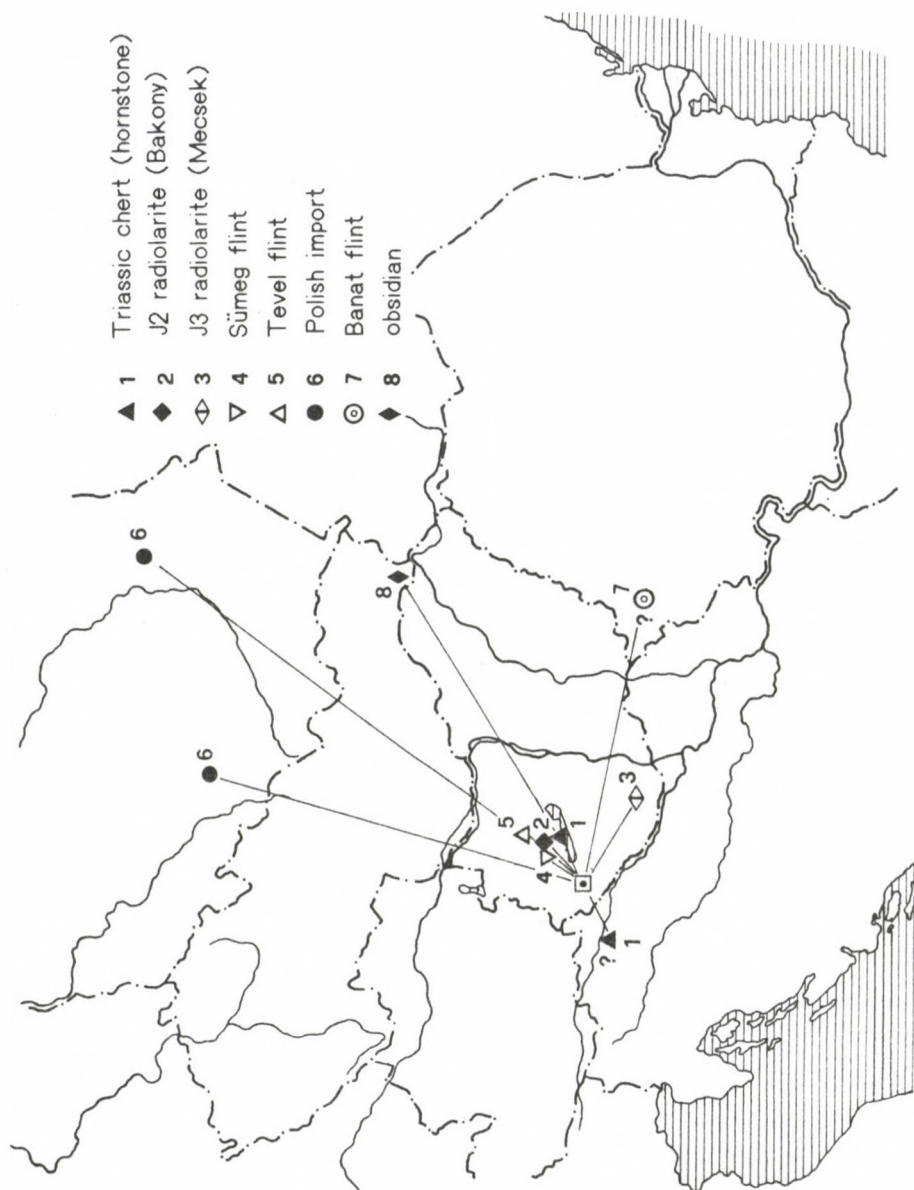 1 Triassic chert (hornstone)
2 J2 radiolarite (Bakony)
3 J3 radiolarite (Mecsek)
4 Sümeg flint
5 Tevel flint
6 Polish import
7 Banat flint
8 obsidian
6
6
8
5
2
4
1
7
?
3
?
1